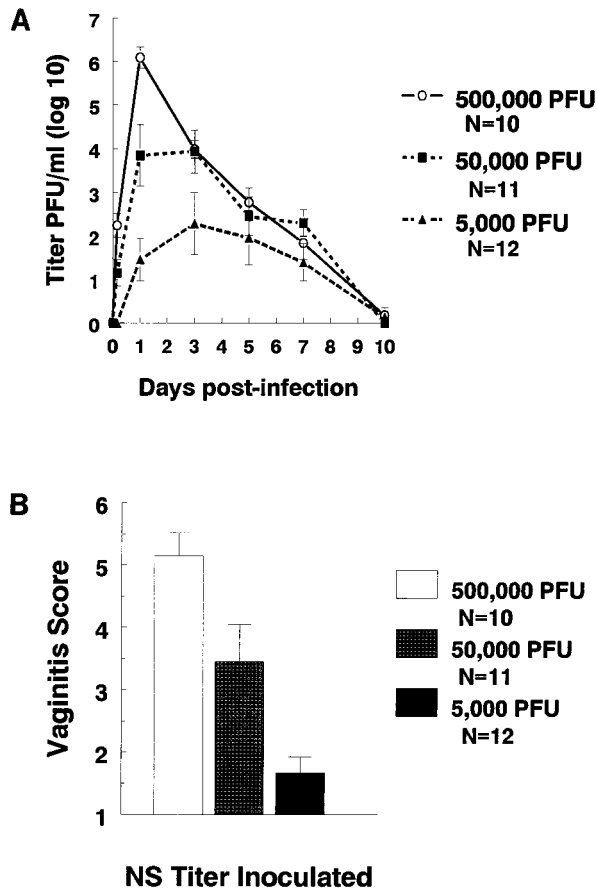 A
7
6
5
4
3
2
1
0
Titer PFU/ml (log 10)
0 1 2 3 4 5 6 7 8 9 10
Days post-infection
500,000 PFU
N=10
50,000 PFU
N=11
5,000 PFU
N=12
B
6
5
4
3
2
1
Vaginitis Score
NS Titer Inoculated
500,000 PFU
N=10
50,000 PFU
N=11
5,000 PFU
N=12